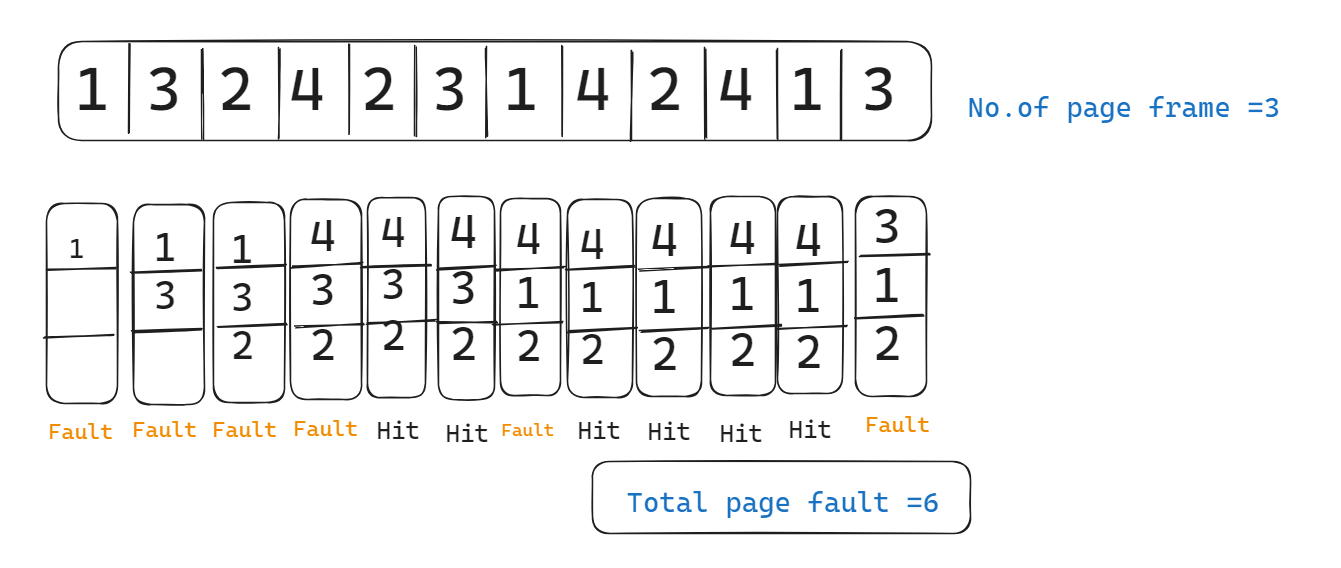 1 3 2 4 2 3 1 4 2 4 1 3
No.of page frame =3
1 1 1 4 4 4 4 4 4 4 4 3
3 3 3 3 3 1 1 1 1 1 1
2 2 2 2 2 2 2 2 2 2
Fault Fault Fault Fault Hit Hit Fault Hit Hit Hit Hit Fault
Total page fault =6